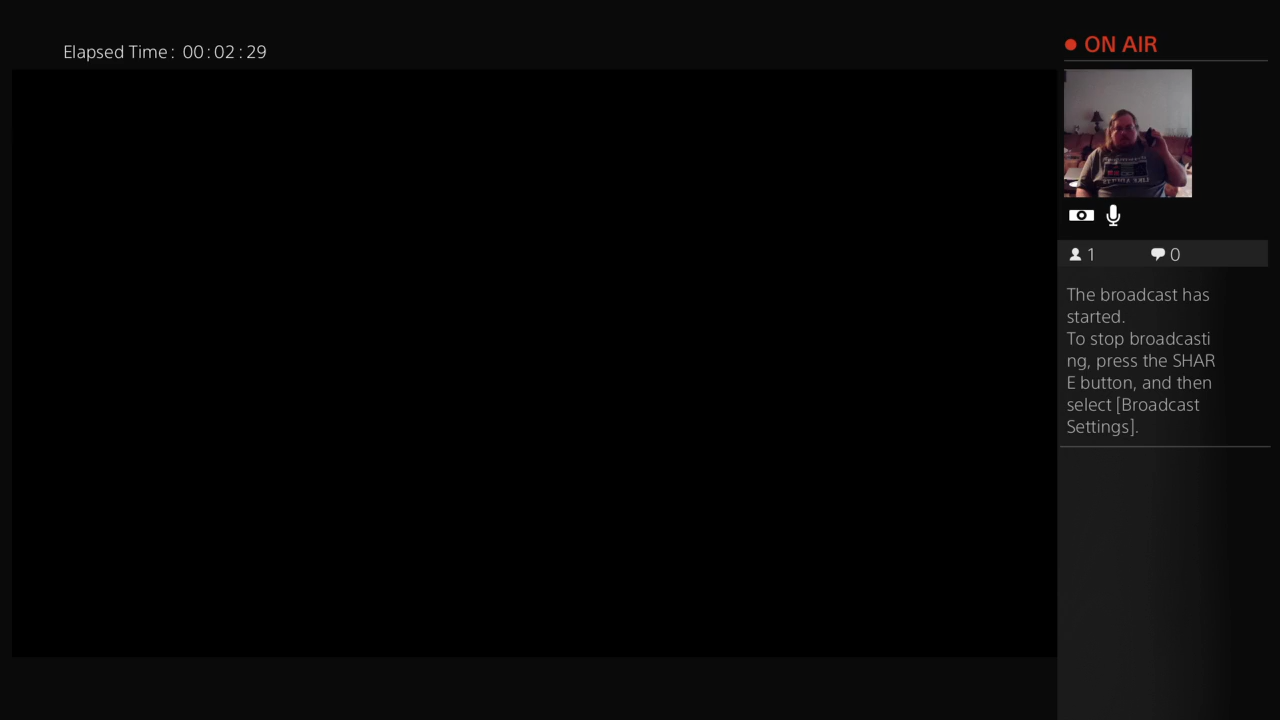 Elapsed Time: 00:02:29
ON AIR
1 0
The broadcast has
started.
To stop broadcasti
ng, press the SHAR
E button, and then
select [Broadcast
Settings].